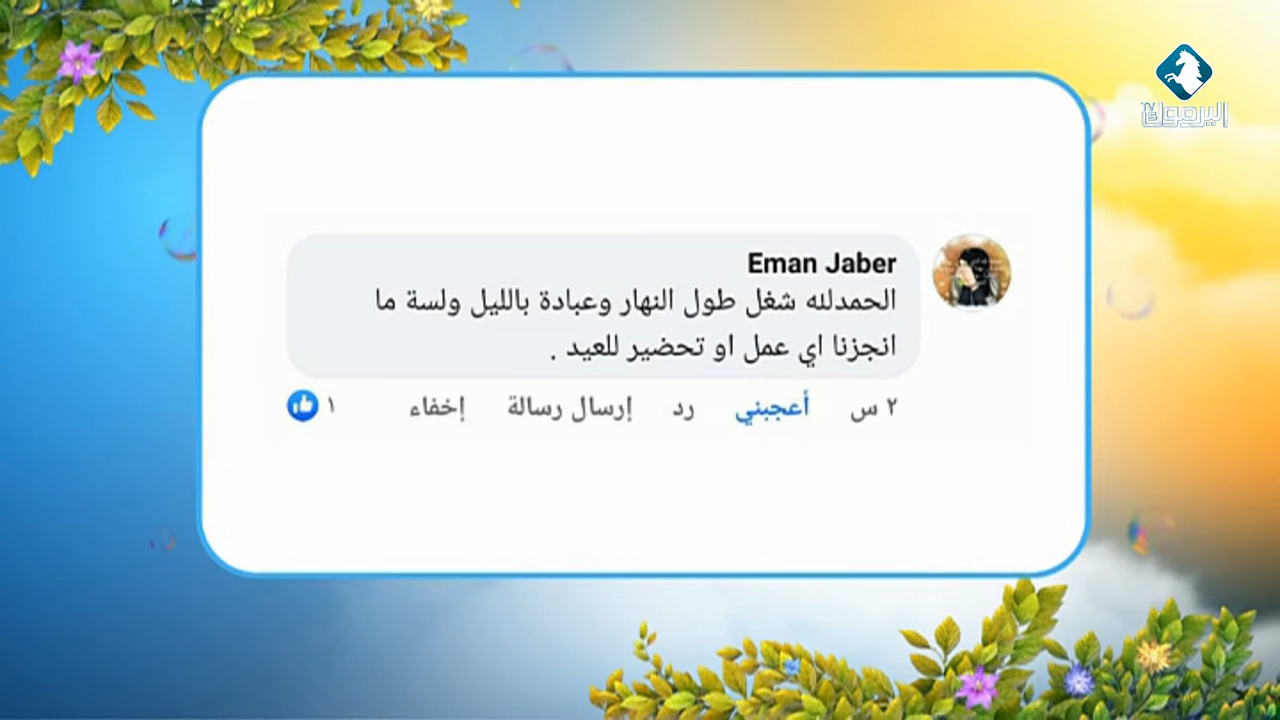 اليرموك
TV
Eman Jaber
الحمدلله شغل طول النهار وعبادة بالليل ولسة ما
انجزنا اي عمل او تحضير للعيد .
٢ س أعجبني رد إرسال رسالة إخفاء ١